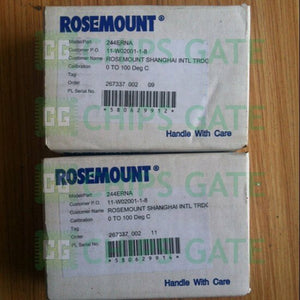 ROSEMOUNT®
Model/Part 244ERNA
Customer P.O. 11-W02001-1-8
Customer Name ROSEMOUNT SHANGHAI INTL TRDC
Calibration 0 TO 100 Deg C
Tag
Order 267337 002 09
PL Serial No.
*580629912*
Handle With Care
CHIPS GATE
ROSEMOUNT®
Model/Part 244ERNA
Customer P.O. 11-W02001-1-8
Customer Name ROSEMOUNT SHANGHAI INTL TRDC
Calibration 0 TO 100 Deg C
Tag
Order 267337 002 11
PL Serial No.
*580629914*
Handle With Care